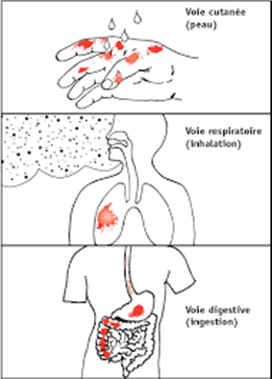 Voie cutanée
(peau)
Voie respiratoire
(inhalation)
Voie digestive
(ingestion)